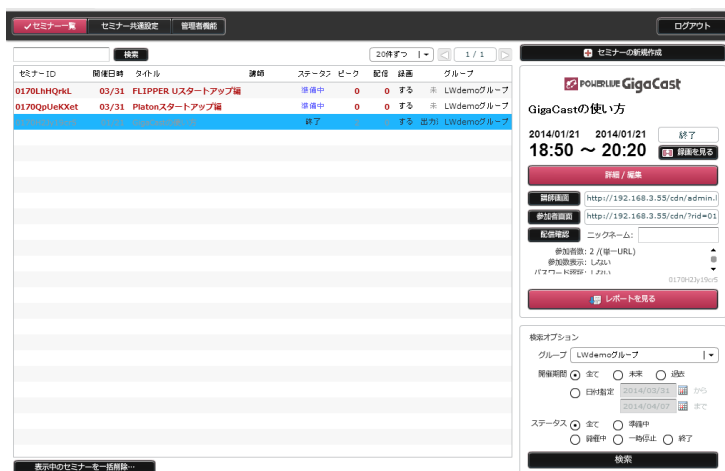 ✓セミナー一覧 セミナー共通設定 管理者機能 ログアウト
検索 20件ずつ 1 / 1
セミナーの新規作成
セミナーID 開催日時 タイトル 講師 ステータス ピーク 配信 録画 グループ
0170LhHQrkL 03/31 FLIPPER Uスタートアップ編 準備中 0 0 する 未 LWdemoグループ
0170QpUeKXet 03/31 Platonスタートアップ編 準備中 0 0 する 未 LWdemoグループ
終了 する 出力 LWdemoグループ
POWERLIVE GigaCast
GigaCastの使い方
2014/01/21 2014/01/21 終了
18:50 ～ 20:20 録画を見る
詳細 / 編集
講師画面 http://192.168.3.55/cdn/admin.
参加者画面 http://192.168.3.55/cdn/?rid=01
配信確認 ニックネーム:
参加者数: 2 /(単一URL)
参加数表示: しない
パスワード認証: しない
0170H2Jy19cr5
レポートを見る
検索オプション
グループ LWdemoグループ
開催期間 全て 未来 過去
日付指定 2014/03/31 から
2014/04/07 まで
ステータス 全て 準備中
開催中 一時停止 終了
検索
表示中のセミナーを一括削除…